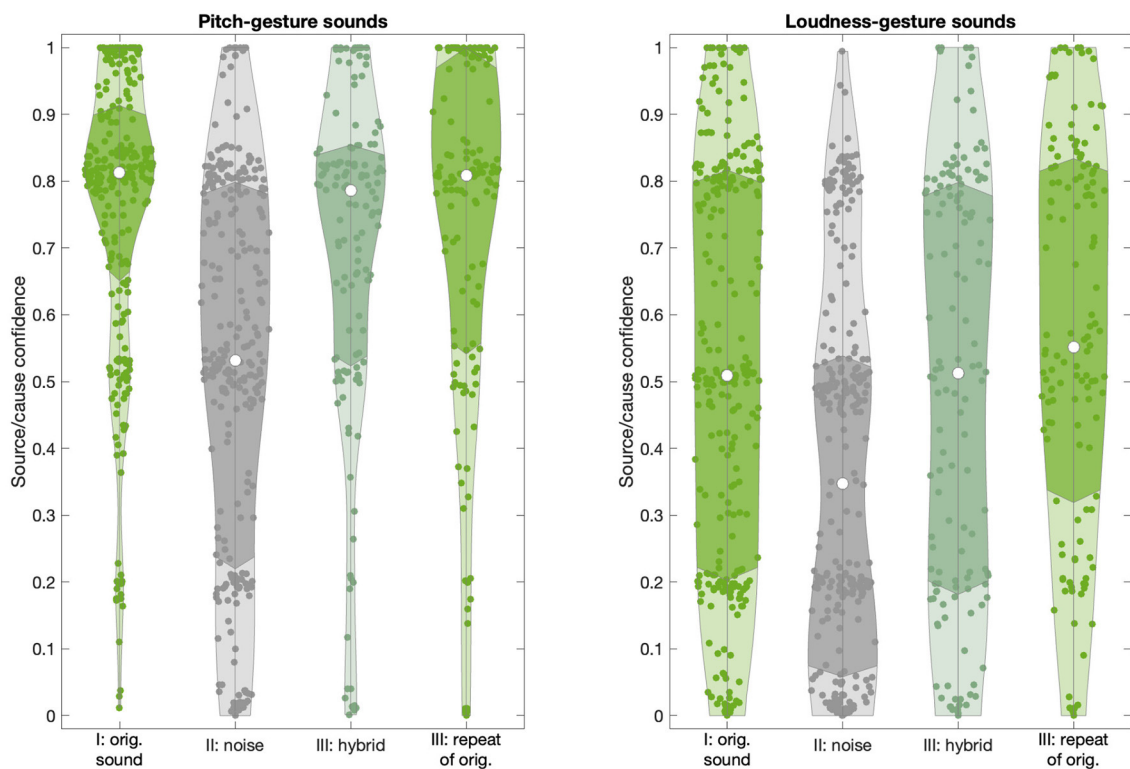 Pitch-gesture sounds
Source/cause confidence
1
0.9
0.8
0.7
0.6
0.5
0.4
0.3
0.2
0.1
0
I: orig.
sound
II: noise
III: hybrid
III: repeat
of orig.
Loudness-gesture sounds
Source/cause confidence
1
0.9
0.8
0.7
0.6
0.5
0.4
0.3
0.2
0.1
0
I: orig.
sound
II: noise
III: hybrid
III: repeat
of orig.